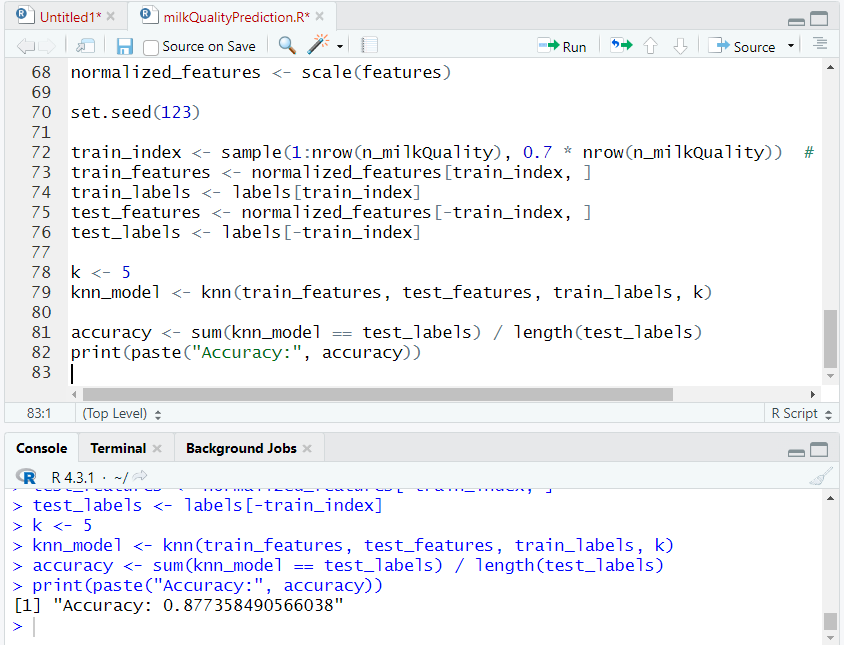 Untitled1*
milkQualityPrediction.R*
Source on Save
Run
Source
68 normalized_features <- scale(features)
69
70 set.seed(123)
71
72 train_index <- sample(1:nrow(n_milkQuality), 0.7 * nrow(n_milkQuality))  #
73 train_features <- normalized_features[train_index, ]
74 train_labels <- labels[train_index]
75 test_features <- normalized_features[-train_index, ]
76 test_labels <- labels[-train_index]
77
78 k <- 5
79 knn_model <- knn(train_features, test_features, train_labels, k)
80
81 accuracy <- sum(knn_model == test_labels) / length(test_labels)
82 print(paste("Accuracy:", accuracy))
83
83:1 (Top Level) R Script
Console Terminal Background Jobs
R R 4.3.1 · ~/
> test_features <- normalized_features[-train_index, ]
> test_labels <- labels[-train_index]
> k <- 5
> knn_model <- knn(train_features, test_features, train_labels, k)
> accuracy <- sum(knn_model == test_labels) / length(test_labels)
> print(paste("Accuracy:", accuracy))
[1] "Accuracy: 0.877358490566038"
>